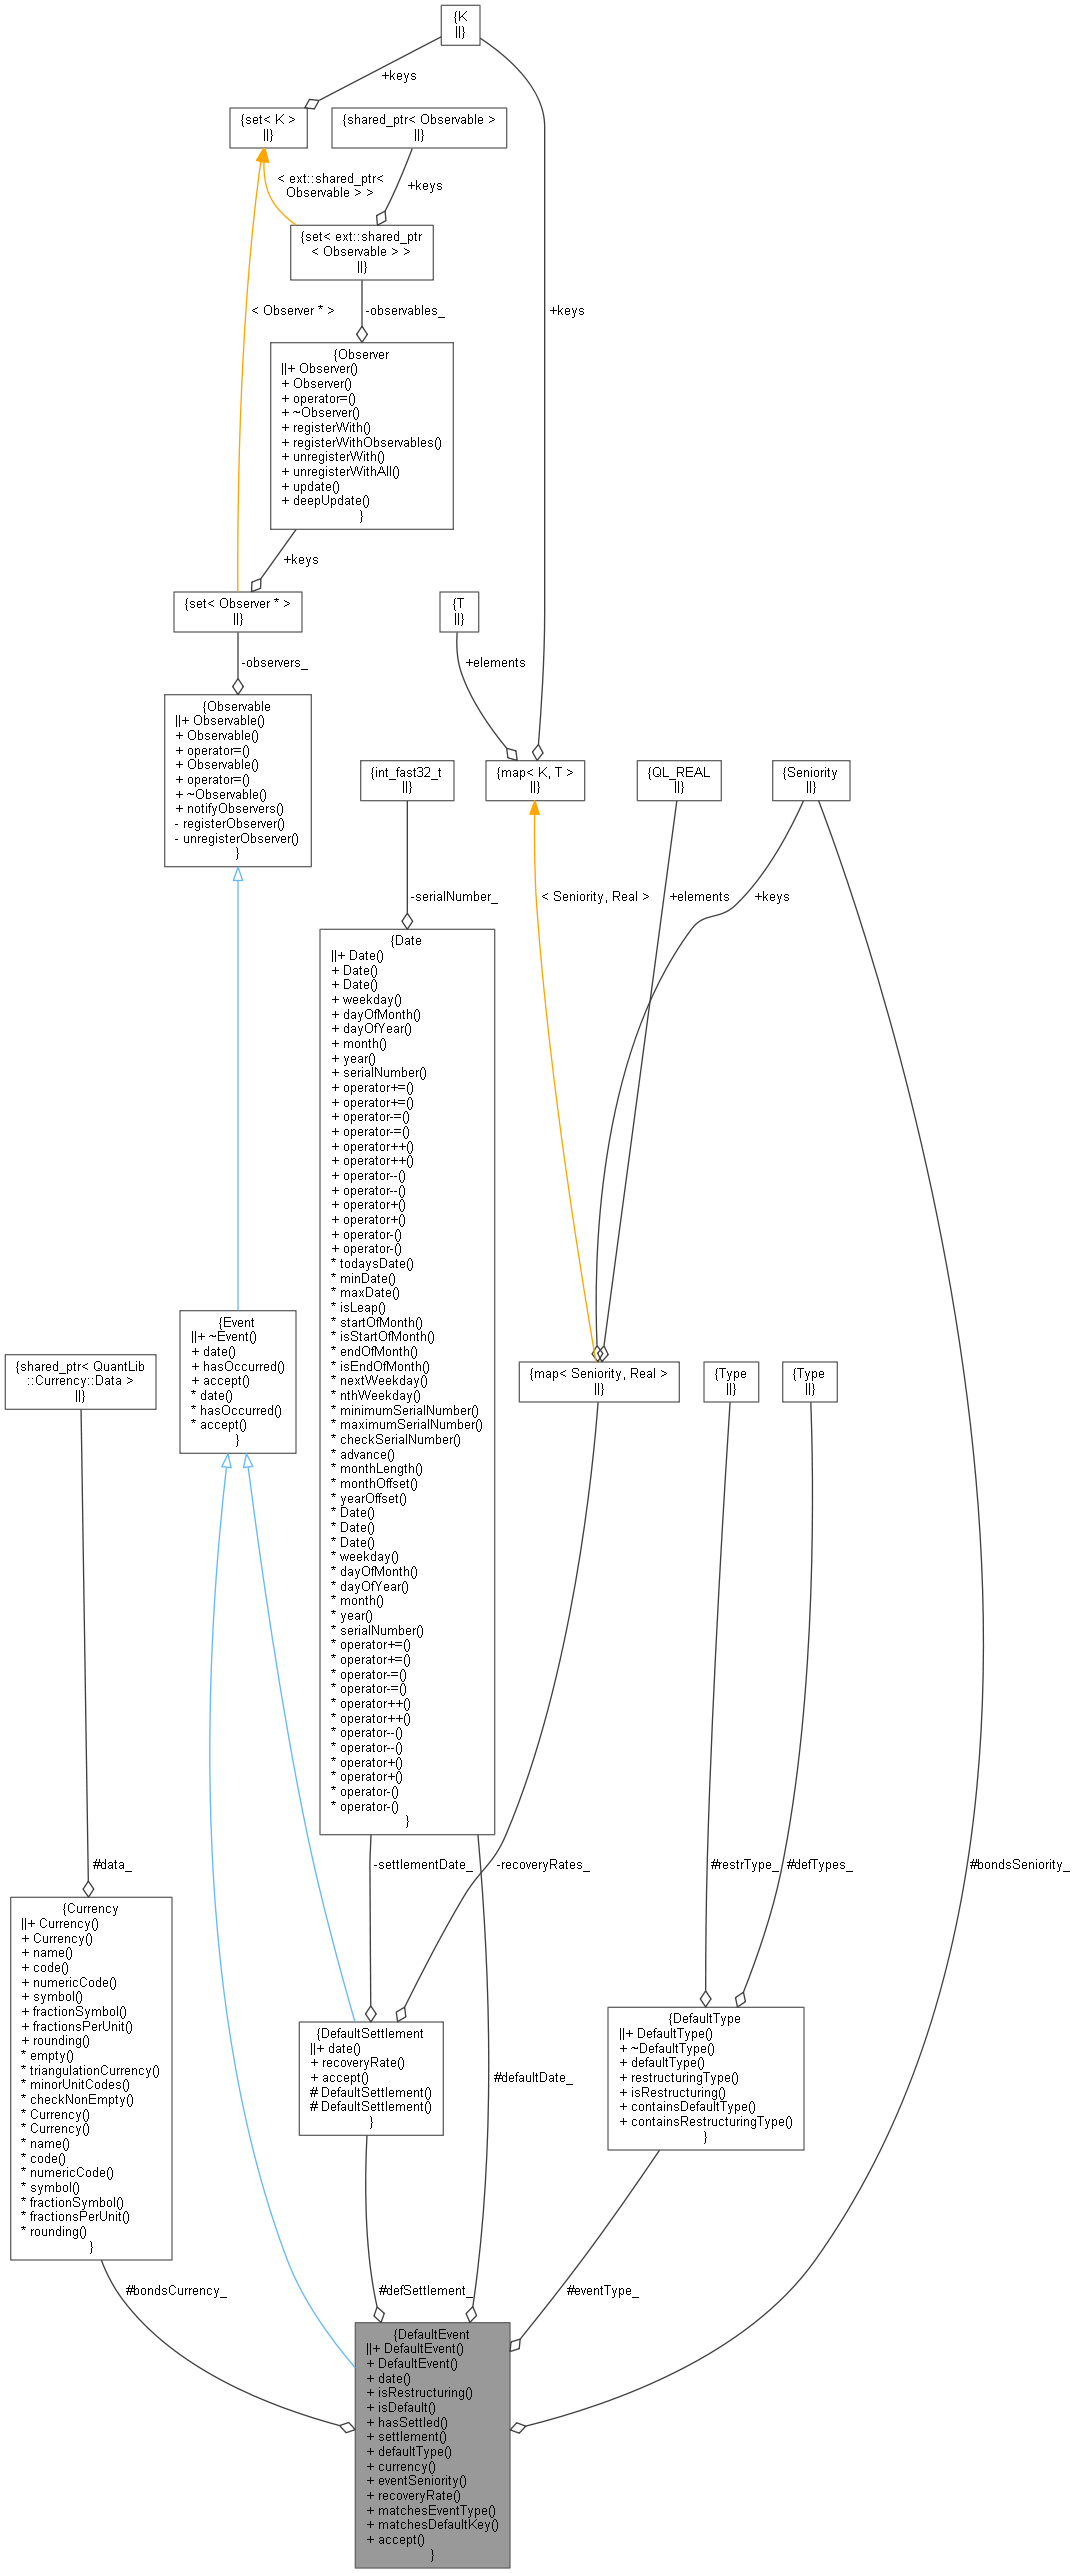 {K
||}
+keys
{set< K >
||}
{shared_ptr< Observable >
||}
< ext::shared_ptr<
Observable > >
+keys
{set< ext::shared_ptr
< Observable > >
||}
< Observer * >
-observables_
+keys
{Observer
||+ Observer()
+ Observer()
+ operator=()
+ ~Observer()
+ registerWith()
+ registerWithObservables()
+ unregisterWith()
+ unregisterWithAll()
+ update()
+ deepUpdate()
}
+keys
{set< Observer * >
||}
{T
||}
-observers_
+elements
{Observable
||+ Observable()
+ Observable()
+ operator=()
+ Observable()
+ operator=()
+ ~Observable()
+ notifyObservers()
- registerObserver()
- unregisterObserver()
}
{int_fast32_t
||}
{map< K, T >
||}
{QL_REAL
||}
{Seniority
||}
-serialNumber_
< Seniority, Real >
+elements
+keys
{Date
||+ Date()
+ Date()
+ Date()
+ weekday()
+ dayOfMonth()
+ dayOfYear()
+ month()
+ year()
+ serialNumber()
+ operator+=()
+ operator+=()
+ operator-=()
+ operator-=()
+ operator++()
+ operator++()
+ operator--()
+ operator--()
+ operator+()
+ operator+()
+ operator-()
+ operator-()
* todaysDate()
* minDate()
* maxDate()
* isLeap()
* startOfMonth()
* isStartOfMonth()
* endOfMonth()
* isEndOfMonth()
* nextWeekday()
* nthWeekday()
* minimumSerialNumber()
* maximumSerialNumber()
* checkSerialNumber()
* advance()
* monthLength()
* monthOffset()
* yearOffset()
* Date()
* Date()
* Date()
* weekday()
* dayOfMonth()
* dayOfYear()
* month()
* year()
* serialNumber()
* operator+=()
* operator+=()
* operator-=()
* operator-=()
* operator++()
* operator++()
* operator--()
* operator--()
* operator+()
* operator+()
* operator-()
* operator-()
}
{Event
||+ ~Event()
+ date()
+ hasOccurred()
+ accept()
* date()
* hasOccurred()
* accept()
}
{shared_ptr< QuantLib
::Currency::Data >
||}
{map< Seniority, Real >
||}
{Type
||}
{Type
||}
#data_
-settlementDate_
-recoveryRates_
#restrType_
#defTypes_
#bondsSeniority_
{Currency
||+ Currency()
+ Currency()
+ name()
+ code()
+ numericCode()
+ symbol()
+ fractionSymbol()
+ fractionsPerUnit()
+ rounding()
* empty()
* triangulationCurrency()
* minorUnitCodes()
* checkNonEmpty()
* Currency()
* Currency()
* name()
* code()
* numericCode()
* symbol()
* fractionSymbol()
* fractionsPerUnit()
* rounding()
}
{DefaultSettlement
||+ date()
+ recoveryRate()
+ accept()
# DefaultSettlement()
# DefaultSettlement()
}
#defaultDate_
{DefaultType
||+ DefaultType()
+ ~DefaultType()
+ defaultType()
+ restructuringType()
+ isRestructuring()
+ containsDefaultType()
+ containsRestructuringType()
}
#bondsCurrency_
#defSettlement_
#eventType_
{DefaultEvent
||+ DefaultEvent()
+ DefaultEvent()
+ date()
+ isRestructuring()
+ isDefault()
+ hasSettled()
+ settlement()
+ defaultType()
+ currency()
+ eventSeniority()
+ recoveryRate()
+ matchesEventType()
+ matchesDefaultKey()
+ accept()
}